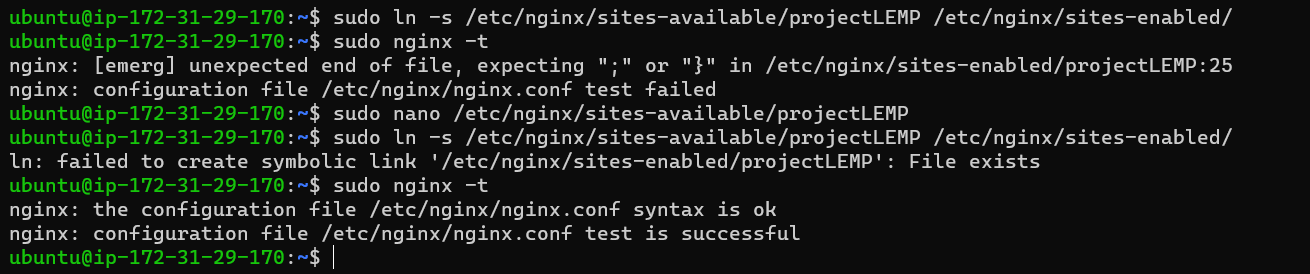 ubuntu@ip-172-31-29-170:~$ sudo ln -s /etc/nginx/sites-available/projectLEMP /etc/nginx/sites-enabled/
ubuntu@ip-172-31-29-170:~$ sudo nginx -t
nginx: [emerg] unexpected end of file, expecting ";" or "}" in /etc/nginx/sites-enabled/projectLEMP:25
nginx: configuration file /etc/nginx/nginx.conf test failed
ubuntu@ip-172-31-29-170:~$ sudo nano /etc/nginx/sites-available/projectLEMP
ubuntu@ip-172-31-29-170:~$ sudo ln -s /etc/nginx/sites-available/projectLEMP /etc/nginx/sites-enabled/
ln: failed to create symbolic link '/etc/nginx/sites-enabled/projectLEMP': File exists
ubuntu@ip-172-31-29-170:~$ sudo nginx -t
nginx: the configuration file /etc/nginx/nginx.conf syntax is ok
nginx: configuration file /etc/nginx/nginx.conf test is successful
ubuntu@ip-172-31-29-170:~$